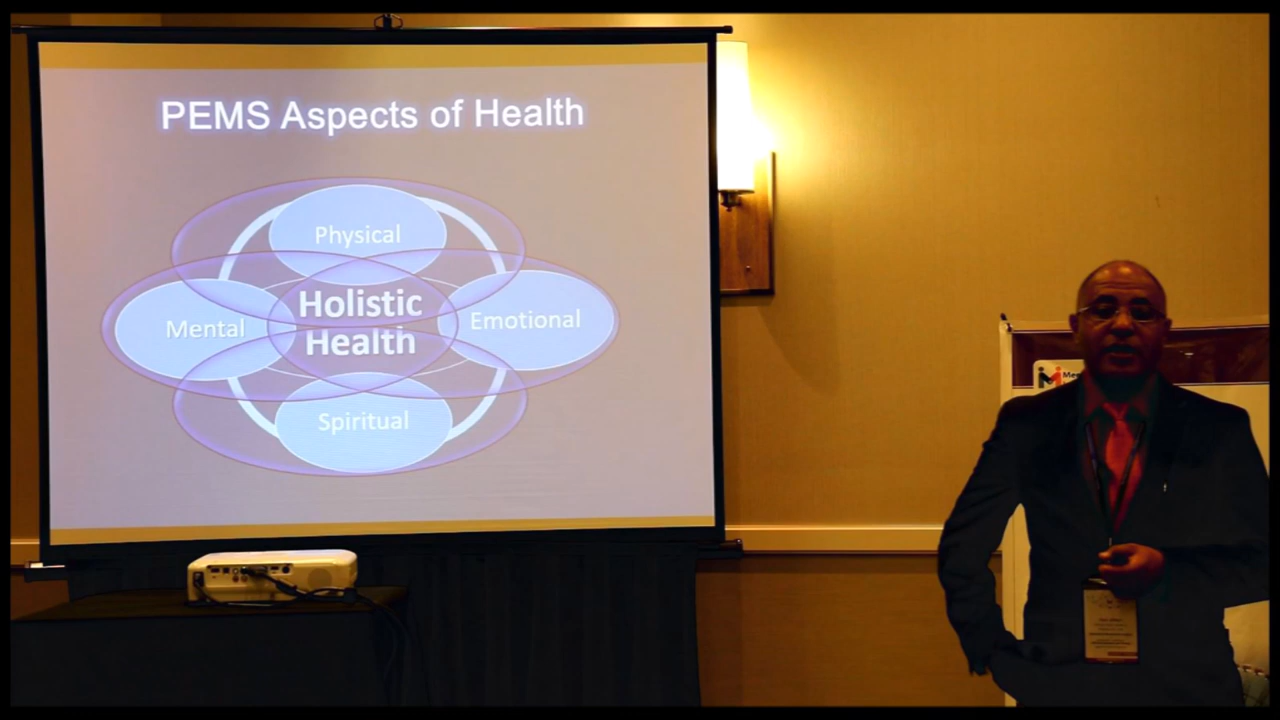 PEMS Aspects of Health
Physical
Holistic
Health
Mental
Emotional
Spiritual